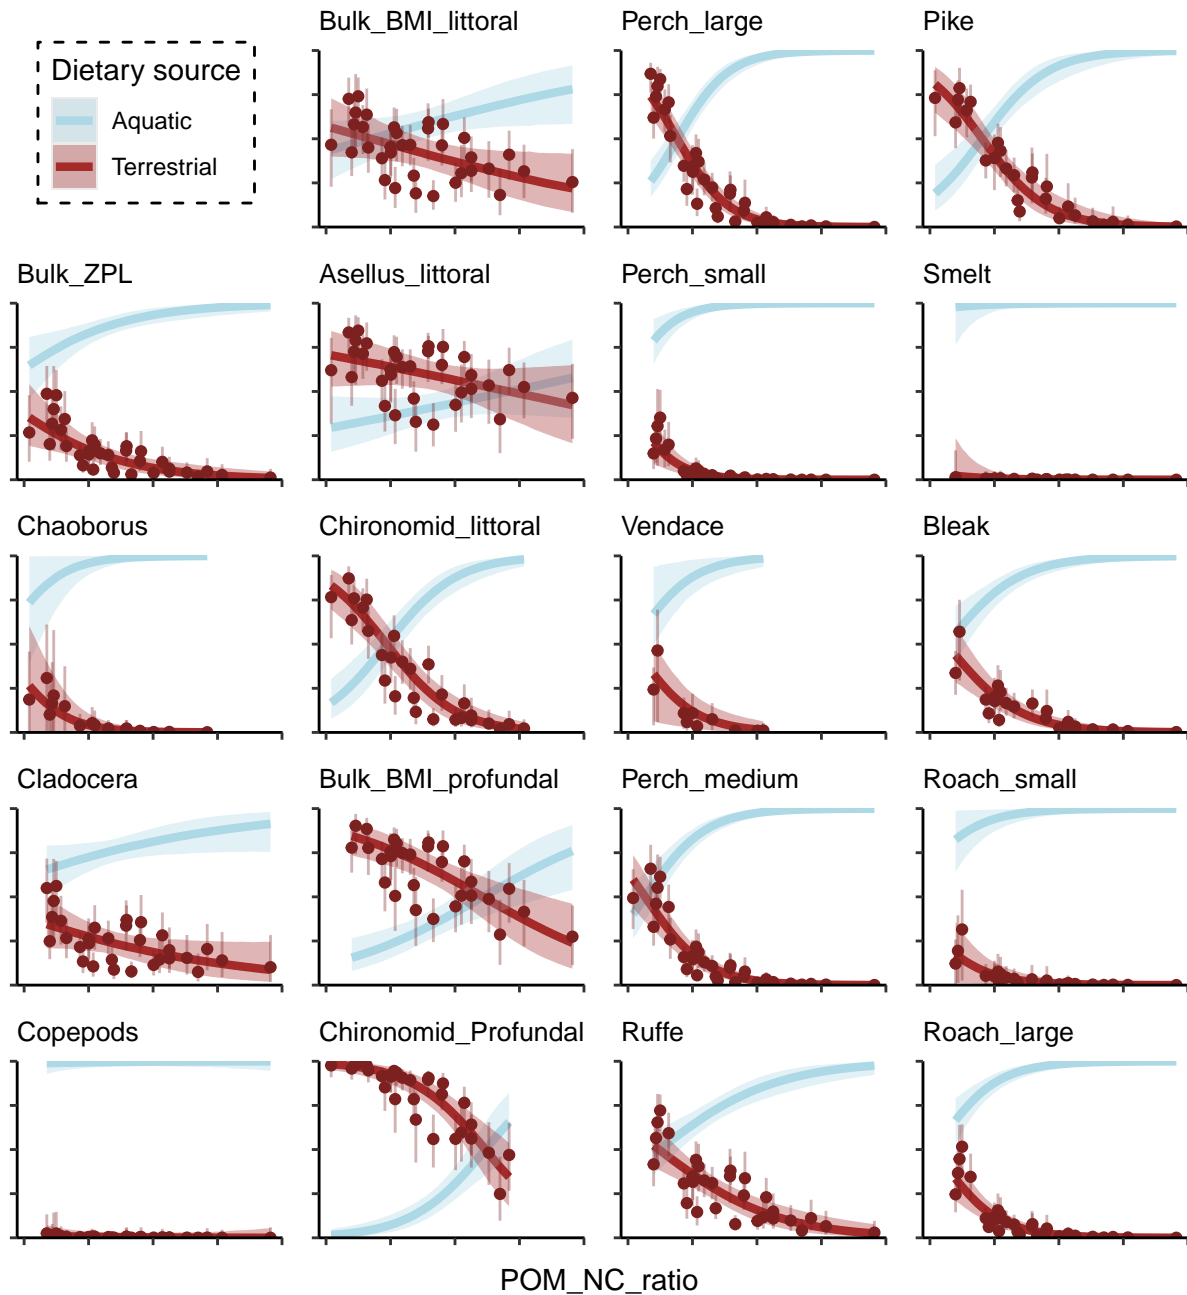 Bulk_BMI_littoral
Perch_large
Pike
Dietary source
Aquatic
Terrestrial
Bulk_ZPL
Asellus_littoral
Perch_small
Smelt
Chaoborus
Chironomid_littoral
Vendace
Bleak
Cladocera
Bulk_BMI_profundal
Perch_medium
Roach_small
Copepods
Chironomid_Profundal
Ruffe
Roach_large
POM_NC_ratio